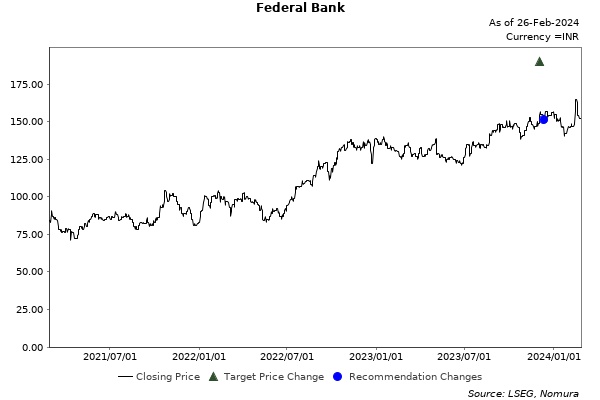 Federal Bank
As of 26-Feb-2024
Currency =INR
175.00
150.00
125.00
100.00
75.00
50.00
25.00
0.00
2021/07/01 2022/01/01 2022/07/01 2023/01/01 2023/07/01 2024/01/01
Closing Price Target Price Change Recommendation Changes
Source: LSEG, Nomura